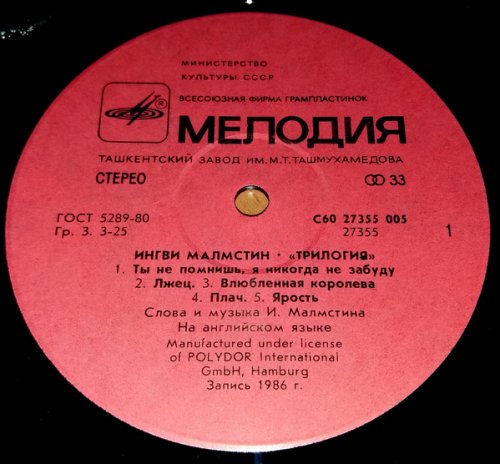 МИНИСТЕРСТВО
КУЛЬТУРЫ СССР
ВСЕСОЮЗНАЯ ФИРМА ГРАМПЛАСТИНОК
МЕЛОДИЯ
ТАШКЕНТСКИЙ ЗАВОД ИМ. М.Т. ТАШМУХАМЕДОВА
СТЕРЕО 33
ГОСТ 5289-80 С60 27355 005
Гр. 3. 3-25 27355 1
ИНГВИ МАЛМСТИН · «ТРИЛОГИЯ»
1. Ты не помнишь, я никогда не забуду
2. Лжец. 3. Влюбленная королева
4. Плач. 5. Ярость
Слова и музыка И. Малмстина
На английском языке
Manufactured under license
of POLYDOR International
GmbH, Hamburg
Запись 1986 г.